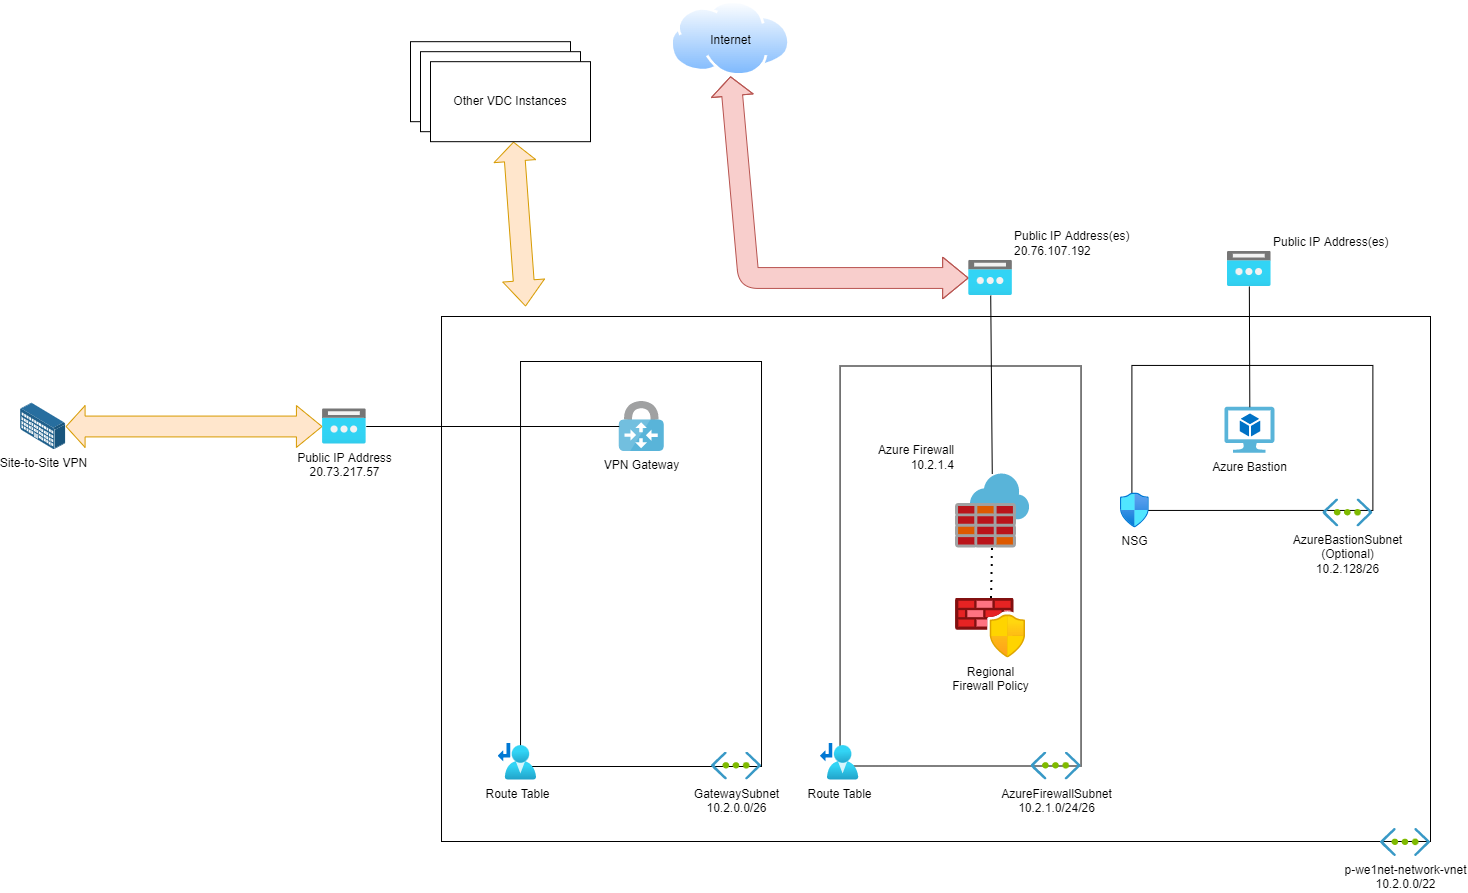 Internet
Other VDC Instances
Public IP Address(es)
20.76.107.192
Public IP Address(es)
Site-to-Site VPN
Public IP Address
20.73.217.57
VPN Gateway
Azure Firewall
10.2.1.4
Azure Bastion
NSG
AzureBastionSubnet
(Optional)
10.2.128/26
Regional
Firewall Policy
Route Table
GatewaySubnet
10.2.0.0/26
Route Table
AzureFirewallSubnet
10.2.1.0/24/26
p-we1net-network-vnet
10.2.0.0/22